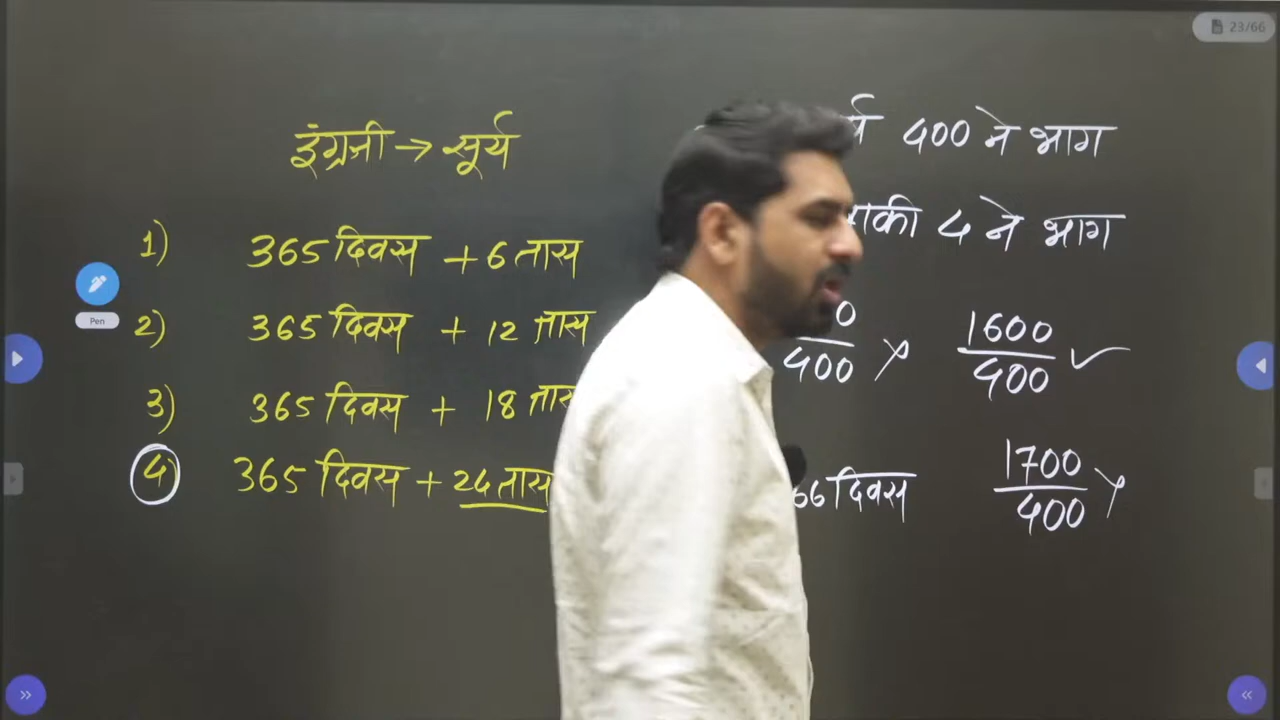 23/66
इंग्रजी → सूर्य
1) 365 दिवस + 6 तास
2) 365 दिवस + 12 तास
3) 365 दिवस + 18 तास
4) 365 दिवस + 24 तास
400 ने भाग
4 ने भाग
400 ×
1600/400 ✓
66 दिवस
1700/400 ×
Pen